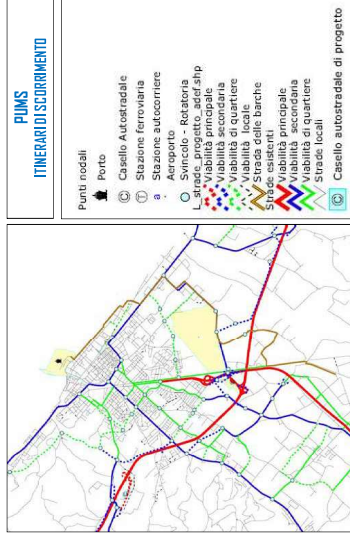 PUMS
ITINERARI DI SCORRIMENTO
Punti nodali
Porto
Casello Autostradale
Stazione ferroviaria
a Stazione autocorriere
Aeroporto
Svincolo - Rotatoria
L_strade_progetto_adef.shp
Viabilità principale
Viabilità secondaria
Viabilità di quartiere
Viabilità locale
Strada delle barche
Strade esistenti
Viabilità principale
Viabilità secondaria
Viabilità di quartiere
Strade locali
© Casello autostradale di progetto